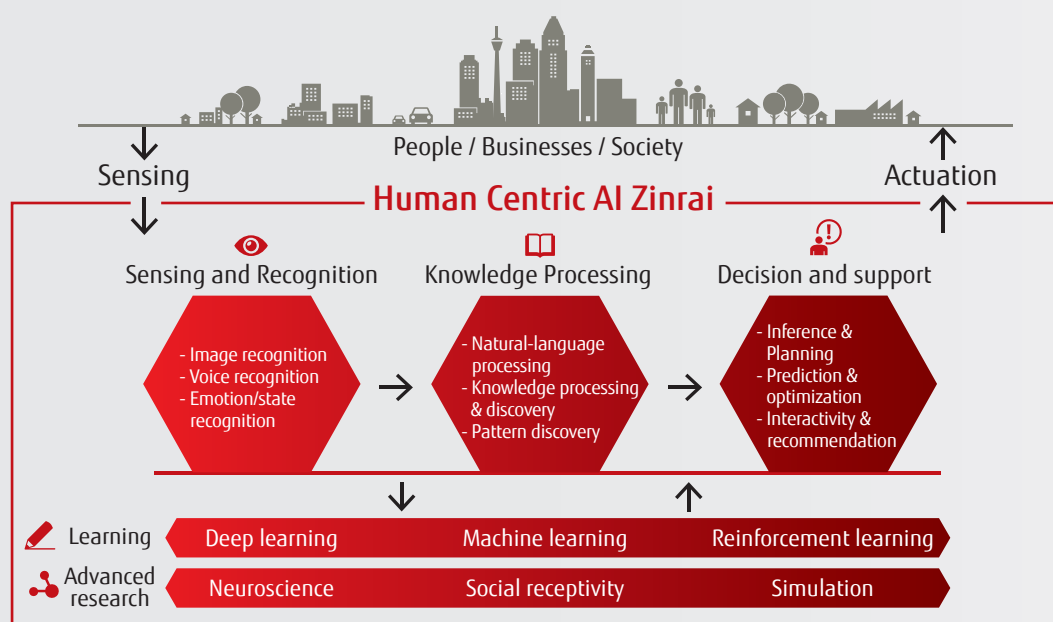 People / Businesses / Society
Sensing
Actuation
Human Centric AI Zinrai
Sensing and Recognition
Knowledge Processing
Decision and support
- Image recognition
- Voice recognition
- Emotion/state
recognition
- Natural-language
processing
- Knowledge processing
& discovery
- Pattern discovery
- Inference &
Planning
- Prediction &
optimization
- Interactivity &
recommendation
Learning
Deep learning
Machine learning
Reinforcement learning
Advanced
research
Neuroscience
Social receptivity
Simulation